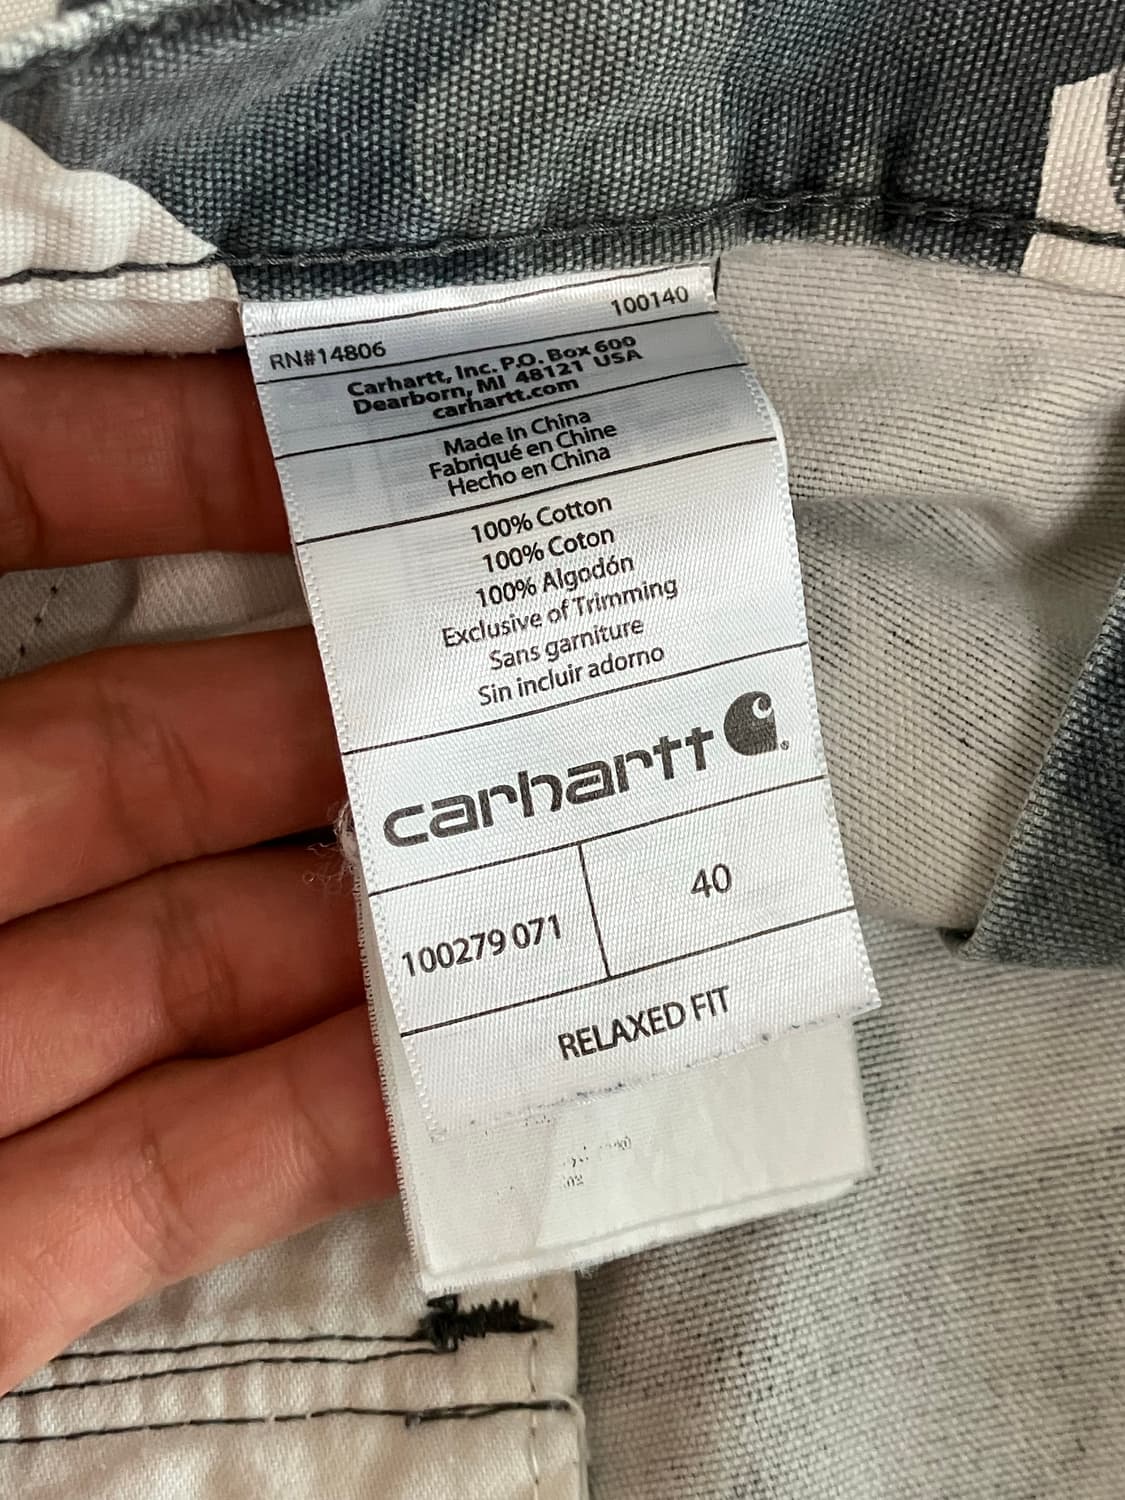 100140
RN#14806
Carhartt, Inc. P.O. Box 600
Dearborn, MI 48121 USA
carhartt.com
Made In China
Fabriqué en Chine
Hecho en China
100% Cotton
100% Coton
100% Algodón
Exclusive of Trimming
Sans garniture
Sin incluir adorno
carhartt
100279 071
40
RELAXED FIT